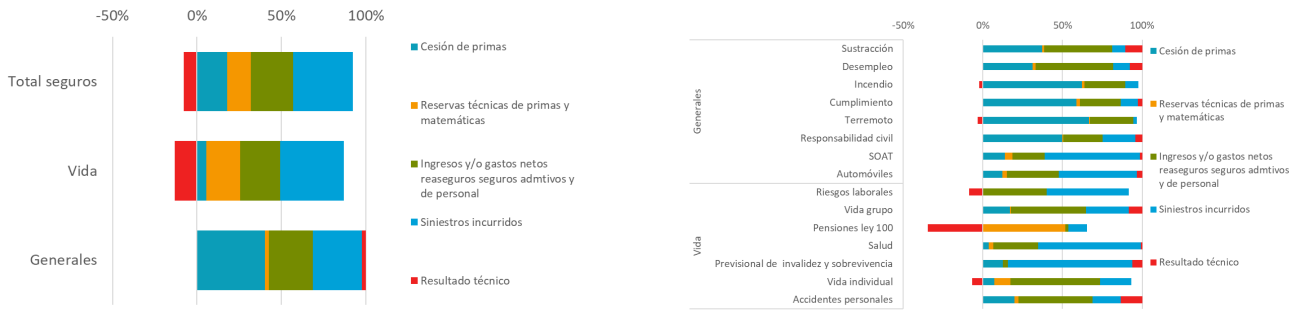 -50%
0%
50%
100%
Total seguros
Vida
Generales
Cesión de primas
Reservas técnicas de primas y
matemáticas
Ingresos y/o gastos netos
reaseguros seguros admtivos y
de personal
Siniestros incurridos
Resultado técnico
-50%
0%
50%
100%
Generales
Sustracción
Desempleo
Incendio
Cumplimiento
Terremoto
Responsabilidad civil
SOAT
Automóviles
Vida
Riesgos laborales
Vida grupo
Pensiones ley 100
Salud
Previsional de invalidez y sobrevivencia
Vida individual
Accidentes personales
Cesión de primas
Reservas técnicas de primas
y matemáticas
Ingresos y/o gastos netos
reaseguros seguros admtivos
y de personal
Siniestros incurridos
Resultado técnico